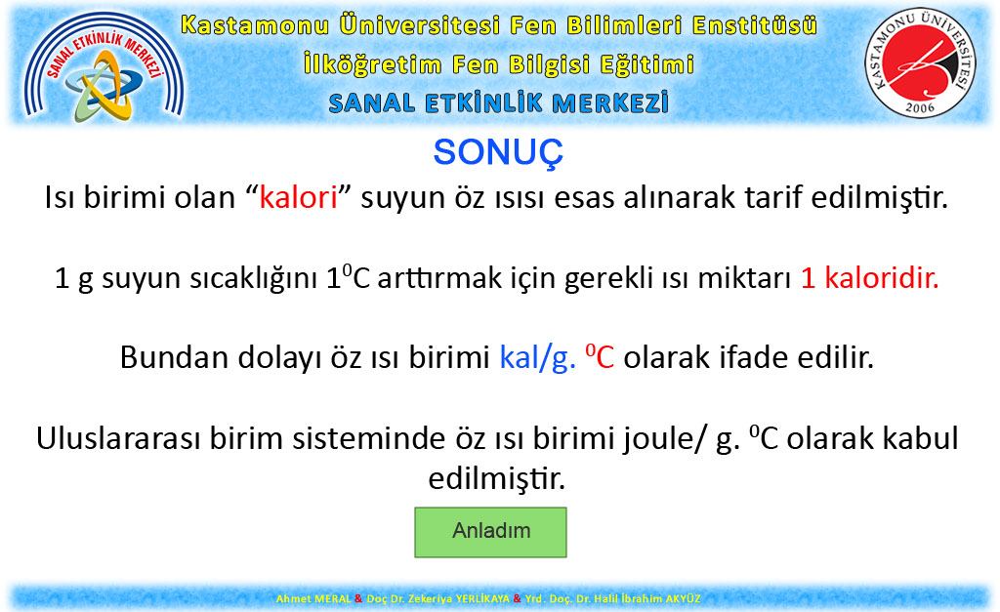 Kastamonu Üniversitesi Fen Bilimleri Enstitüsü
İlköğretim Fen Bilgisi Eğitimi
SANAL ETKİNLİK MERKEZİ
SANAL ETKİNLİK MERKEZİ
KASTAMONU ÜNİVERSİTESİ
2006
SONUÇ
Isı birimi olan “kalori” suyun öz ısısı esas alınarak tarif edilmiştir.
1 g suyun sıcaklığını 1⁰C arttırmak için gerekli ısı miktarı 1 kaloridir.
Bundan dolayı öz ısı birimi kal/g. ⁰C olarak ifade edilir.
Uluslararası birim sisteminde öz ısı birimi joule/ g. ⁰C olarak kabul
edilmiştir.
Anladım
Ahmet MERAL & Doç Dr. Zekeriya YERLİKAYA & Yrd. Doç. Dr. Halil İbrahim AKYÜZ